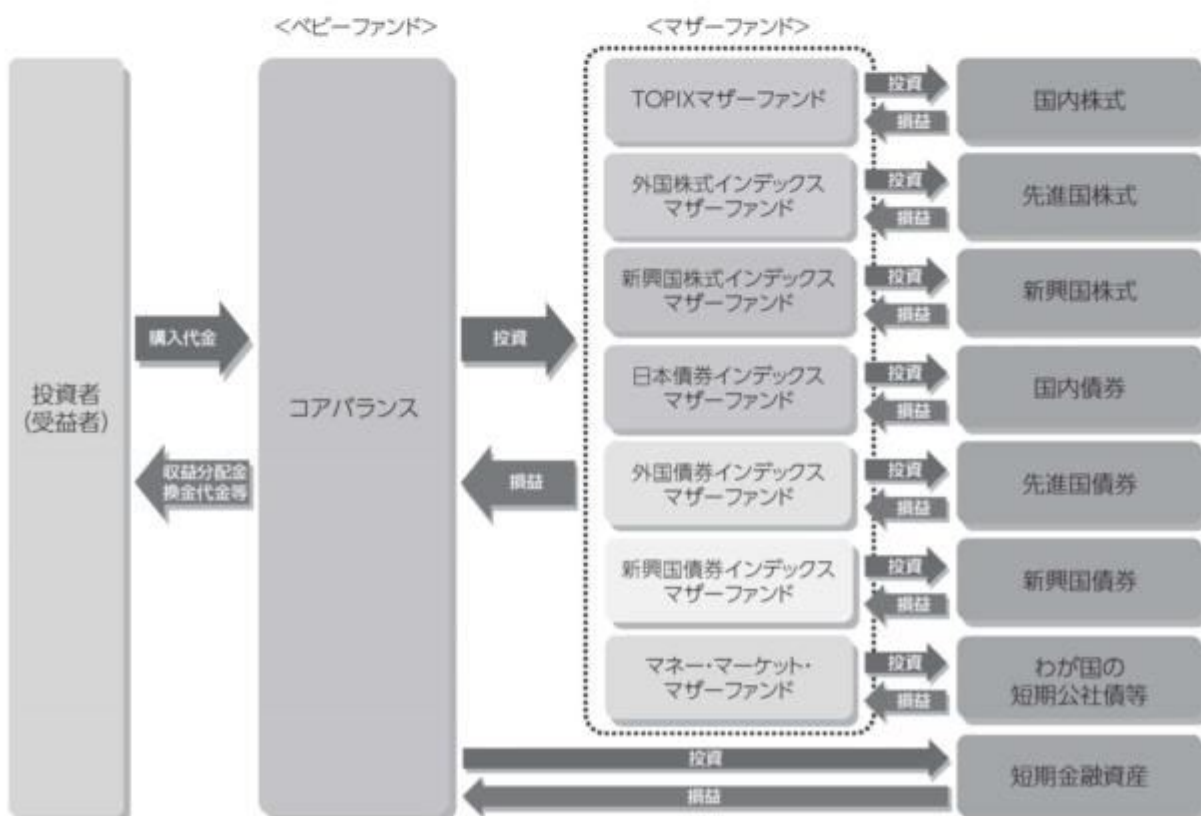 <ベビーファンド>
<マザーファンド>
投資者
(受益者)
購入代金
収益分配金
換金代金等
コアバランス
投資
損益
TOPIXマザーファンド
投資
損益
国内株式
外国株式インデックス
マザーファンド
投資
損益
先進国株式
新興国株式インデックス
マザーファンド
投資
損益
新興国株式
日本債券インデックス
マザーファンド
投資
損益
国内債券
外国債券インデックス
マザーファンド
投資
損益
先進国債券
新興国債券インデックス
マザーファンド
投資
損益
新興国債券
マネー・マーケット・
マザーファンド
投資
損益
わが国の
短期公社債等
投資
損益
短期金融資産